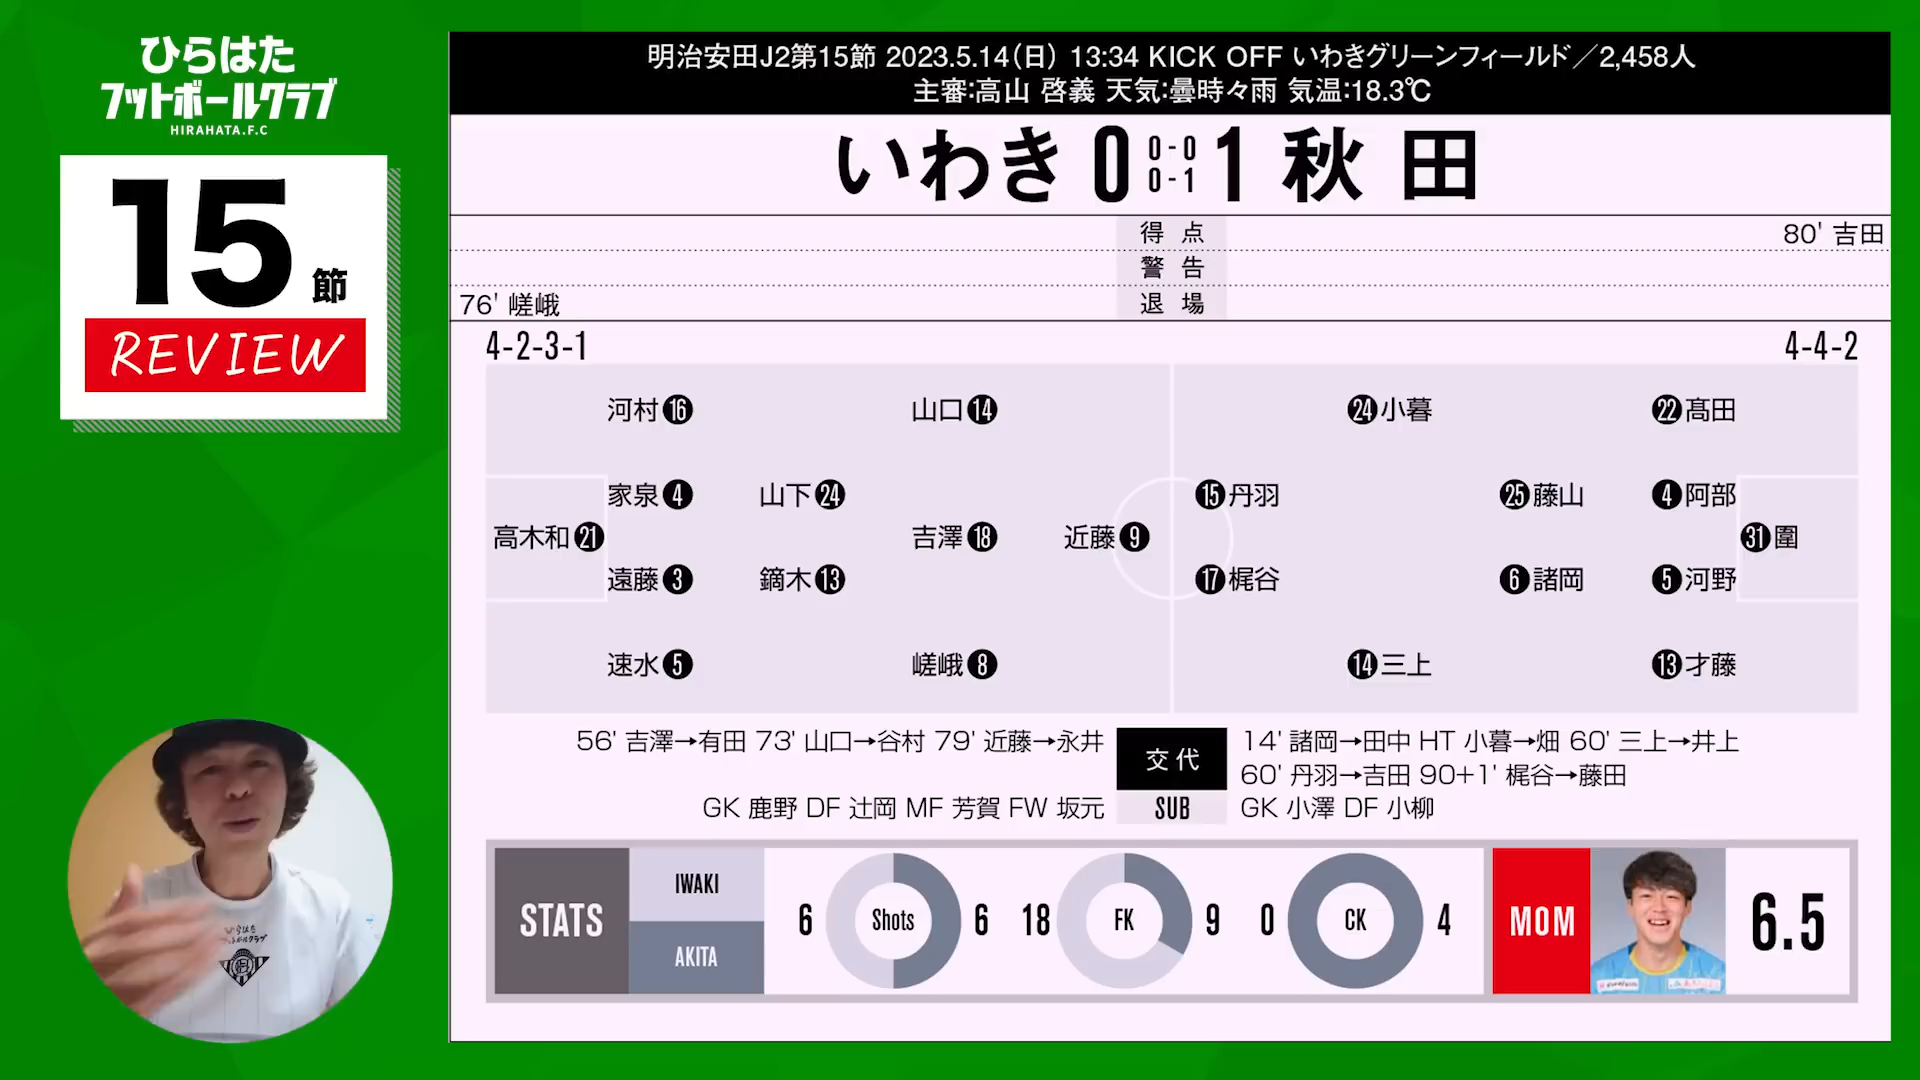 ひらはた
フットボールクラブ
HIRAHATA.F.C
15節
REVIEW
明治安田J2第15節 2023.5.14(日) 13:34 KICK OFF いわきグリーンフィールド/2,458人
主審:高山 啓義 天気:曇時々雨 気温:18.3℃
いわき 0 0-0 1 秋田
0-1
得点 80' 吉田
警告
76' 嵯峨 退場
4-2-3-1 4-4-2
河村16 山口14 24小暮 22髙田
家泉4 山下24 15丹羽 25藤山 4阿部
高木和21 吉澤18 近藤9 31圍
遠藤3 鏑木13 17梶谷 6諸岡 5河野
速水5 嵯峨8 14三上 13才藤
56' 吉澤→有田 73' 山口→谷村 79' 近藤→永井 交代 14' 諸岡→田中 HT 小暮→畑 60' 三上→井上
60' 丹羽→吉田 90+1' 梶谷→藤田
GK 鹿野 DF 辻岡 MF 芳賀 FW 坂元 SUB GK 小澤 DF 小柳
STATS IWAKI 6 Shots 6 18 FK 9 0 CK 4 MOM 6.5
AKITA